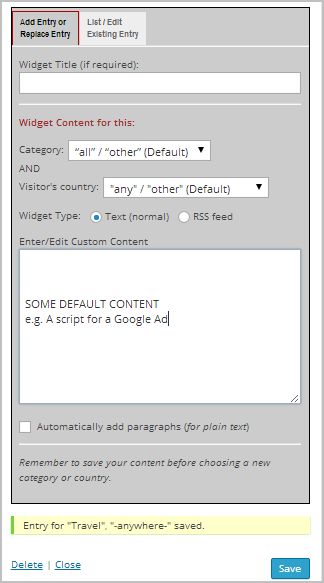 Add Entry or
Replace Entry
List / Edit
Existing Entry
Widget Title (if required):
Widget Content for this:
Category: “all” / “other” (Default)
AND
Visitor's country: "any" / "other" (Default)
Widget Type: Text (normal) RSS feed
Enter/Edit Custom Content
SOME DEFAULT CONTENT
e.g. A script for a Google Ad
Automatically add paragraphs (for plain text)
Remember to save your content before choosing a new
category or country.
Entry for "Travel", "-anywhere-" saved.
Delete | Close
Save